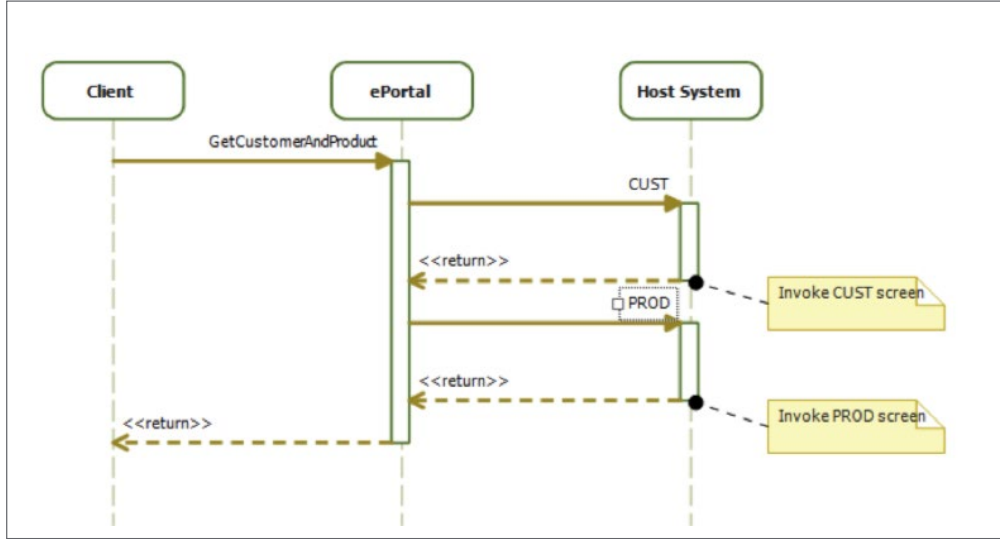 Client
ePortal
Host System
GetCustomerAndProduct
CUST
<<return>>
Invoke CUST screen
PROD
<<return>>
Invoke PROD screen
<<return>>